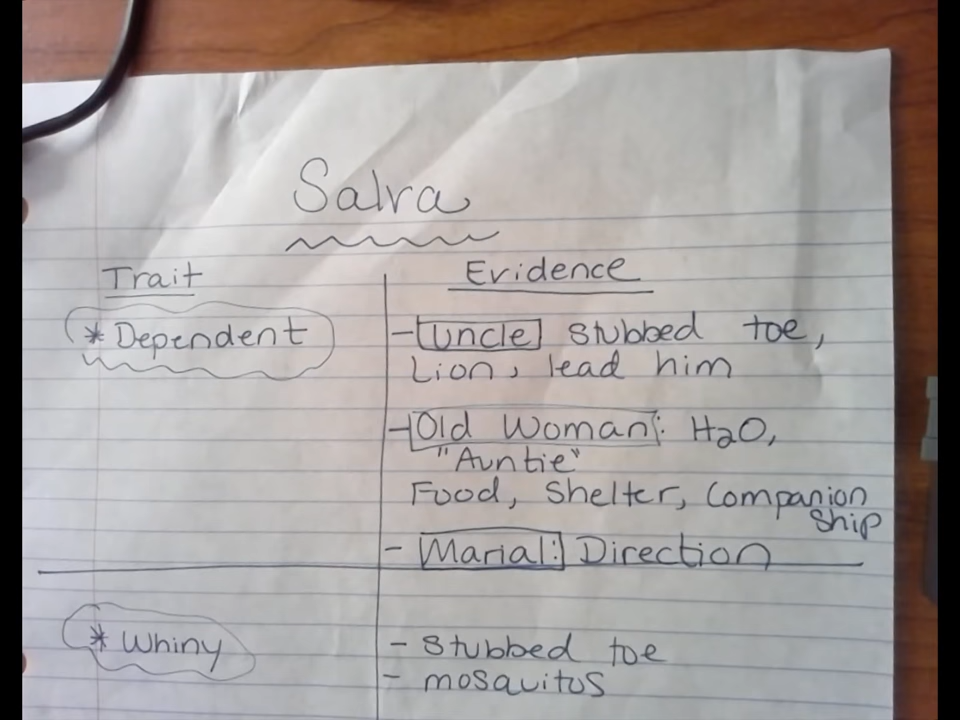 Salva
Trait
Evidence
* Dependent
- Uncle stubbed toe,
Lion, lead him
- Old Woman: H2O,
"Auntie"
Food, Shelter, Companion
Ship
- Marial: Direction
* Whiny
- Stubbed toe
- mosquitos